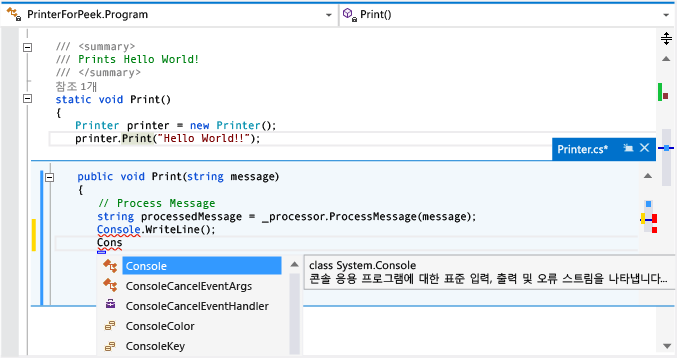 PrinterForPeek.Program
Print()
/// <summary>
/// Prints Hello World!
/// </summary>
참조 1개
static void Print()
{
Printer printer = new Printer();
printer.Print("Hello World!!");
Printer.cs*
public void Print(string message)
{
// Process Message
string processedMessage = _processor.ProcessMessage(message);
Console.WriteLine();
Cons
Console
class System.Console
콘솔 응용 프로그램에 대한 표준 입력, 출력 및 오류 스트림을 나타냅니다...
ConsoleCancelEventArgs
ConsoleCancelEventHandler
ConsoleColor
ConsoleKey